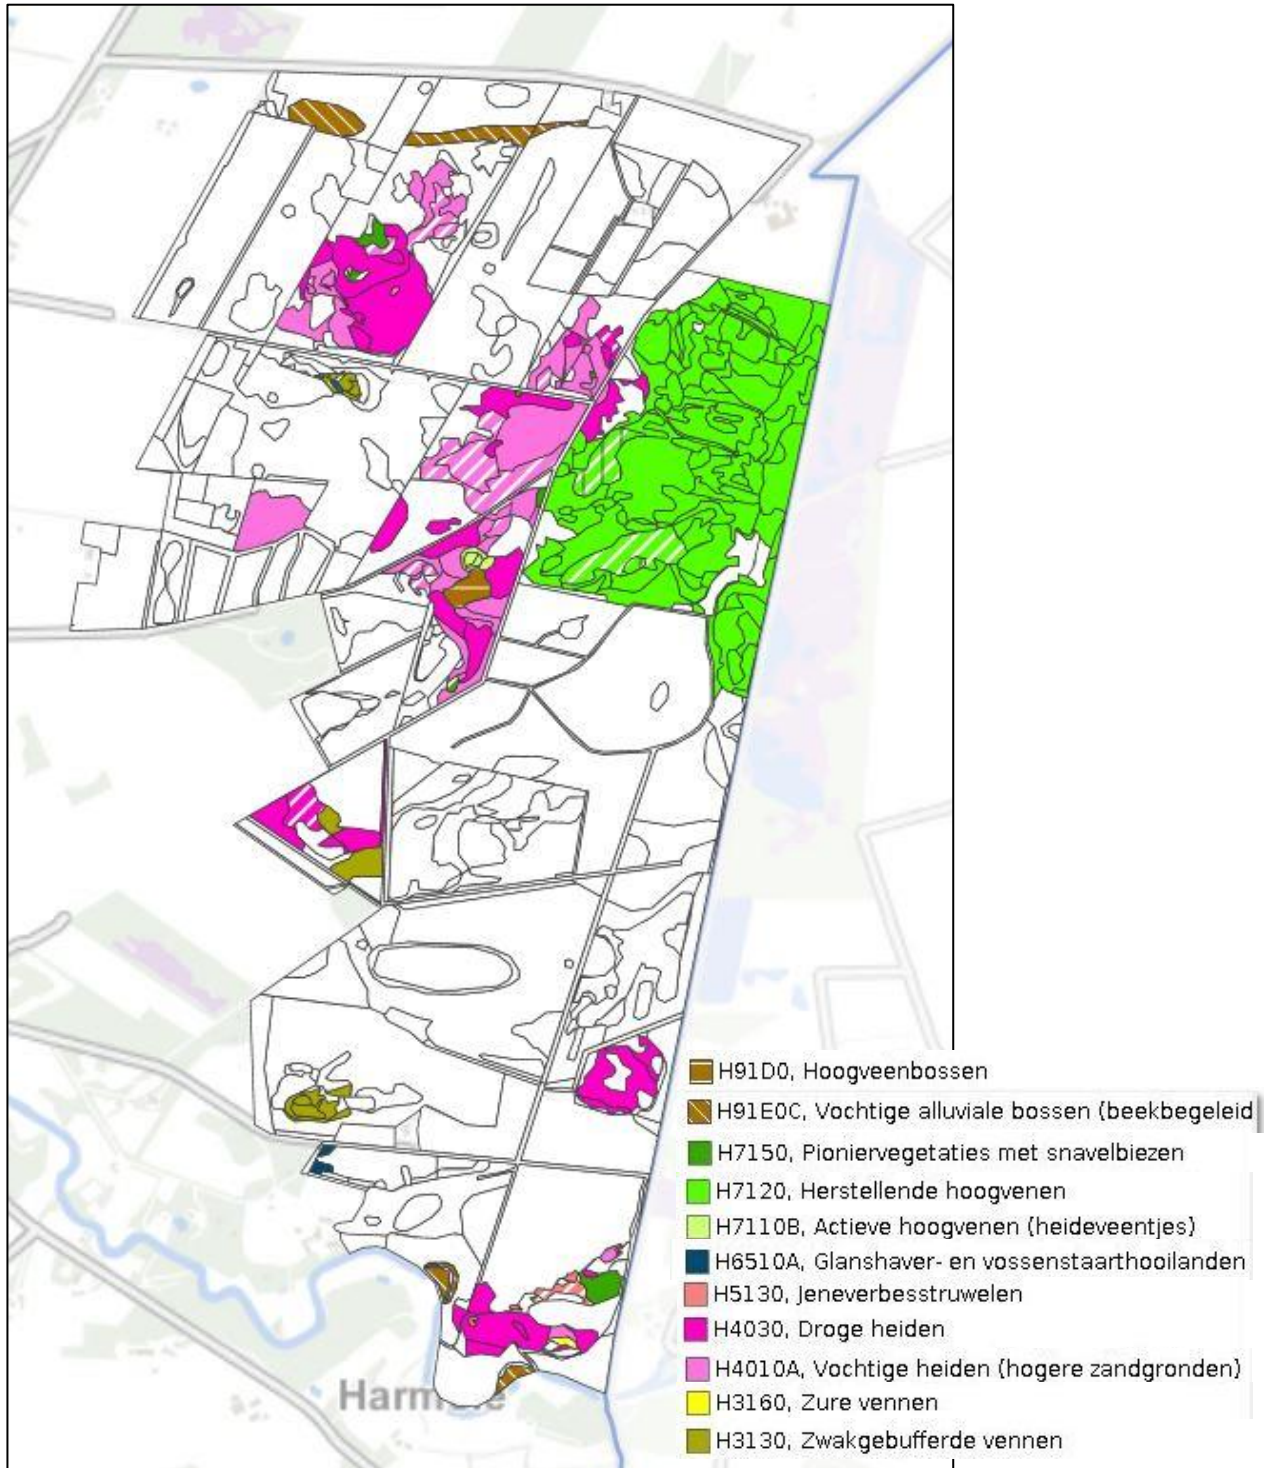 H91D0, Hoogveenbossen
H91E0C, Vochtige alluviale bossen (beekbegeleid
H7150, Pioniervegetaties met snavelbiezen
H7120, Herstellende hoogvenen
H7110B, Actieve hoogvenen (heideveentjes)
H6510A, Glanshaver- en vossenstaarthooilanden
H5130, Jeneverbesstruwelen
H4030, Droge heiden
H4010A, Vochtige heiden (hogere zandgronden)
H3160, Zure vennen
H3130, Zwakgebufferde vennen